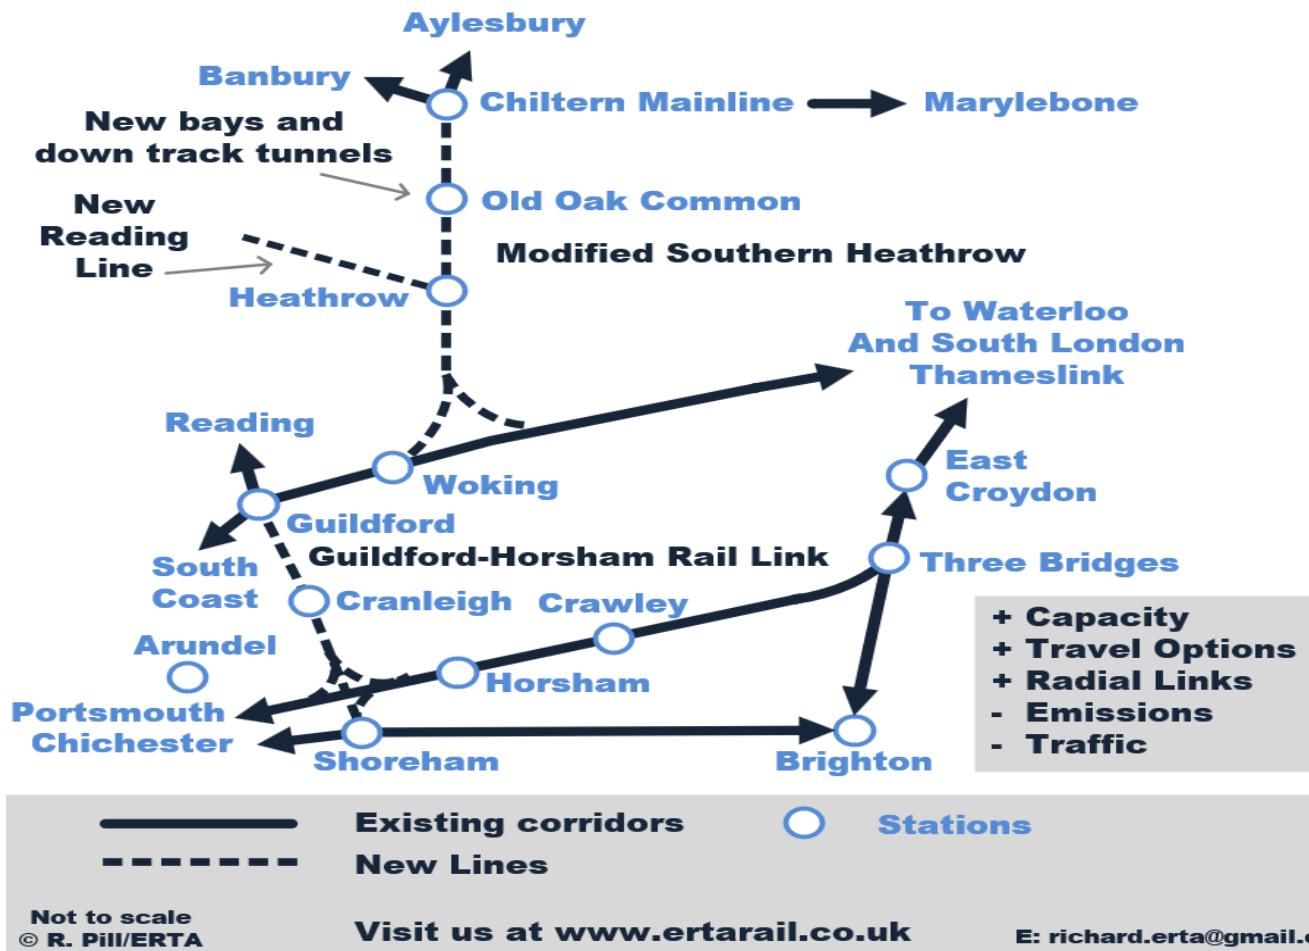 Aylesbury
Banbury
Chiltern Mainline
Marylebone
New bays and
down track tunnels
Old Oak Common
New
Reading
Line
Modified Southern Heathrow
Heathrow
To Waterloo
And South London
Thameslink
Reading
Woking
East
Croydon
Guildford
Guildford-Horsham Rail Link
Three Bridges
South
Coast
Cranleigh
Crawley
Arundel
Horsham
Portsmouth
Chichester
Shoreham
Brighton
+ Capacity
+ Travel Options
+ Radial Links
- Emissions
- Traffic
Existing corridors
Stations
New Lines
Not to scale
© R. Pill/ERTA
Visit us at www.ertarail.co.uk
E: richard.erta@gmail.c